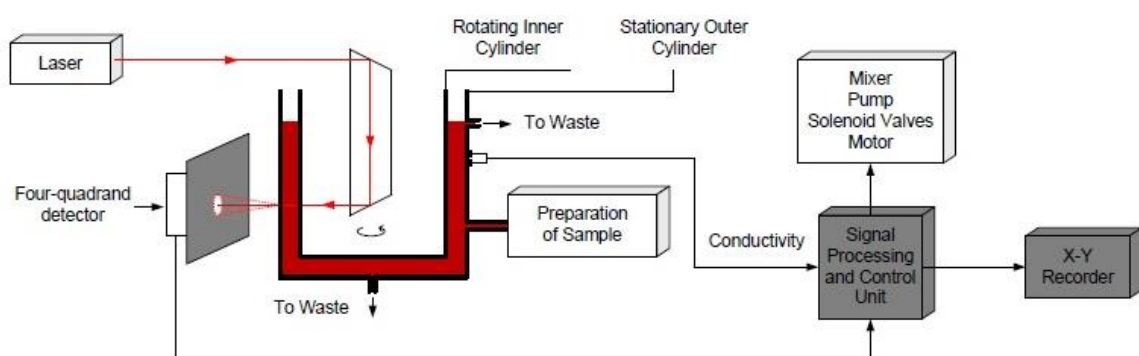 Laser
Rotating Inner
Cylinder
Stationary Outer
Cylinder
Mixer
Pump
Solenoid Valves
Motor
To Waste
Four-quadrand
detector
Preparation
of Sample
Conductivity
Signal
Processing
and Control
Unit
X-Y
Recorder
To Waste